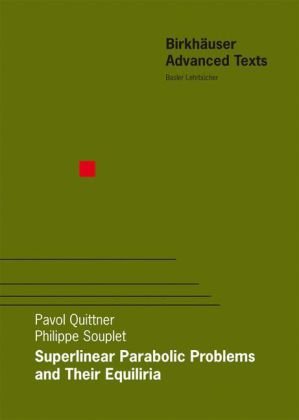 Birkhäuser
Advanced Texts
Basler Lehrbücher
Pavol Quittner
Philippe Souplet
Superlinear Parabolic Problems
and Their Equiliria